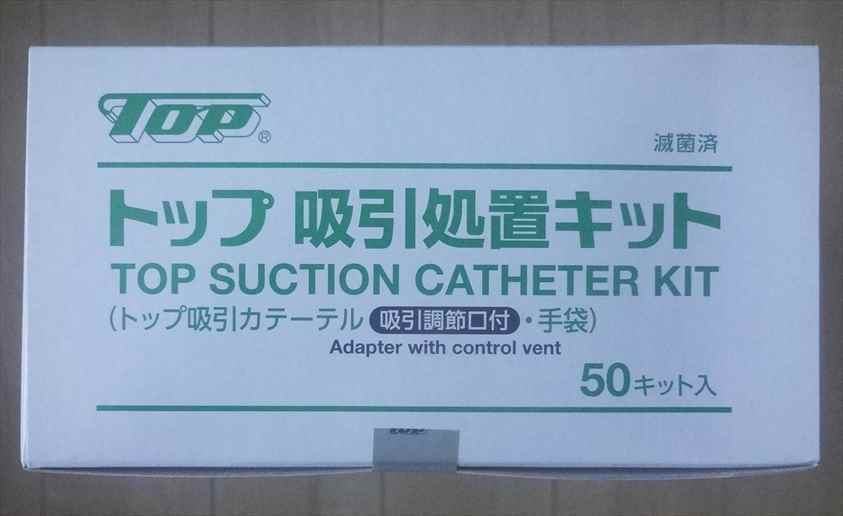 TOP®
滅菌済
トップ 吸引処置キット
TOP SUCTION CATHETER KIT
(トップ吸引カテーテル 吸引調節口付・手袋)
Adapter with control vent
50キット入
TOP